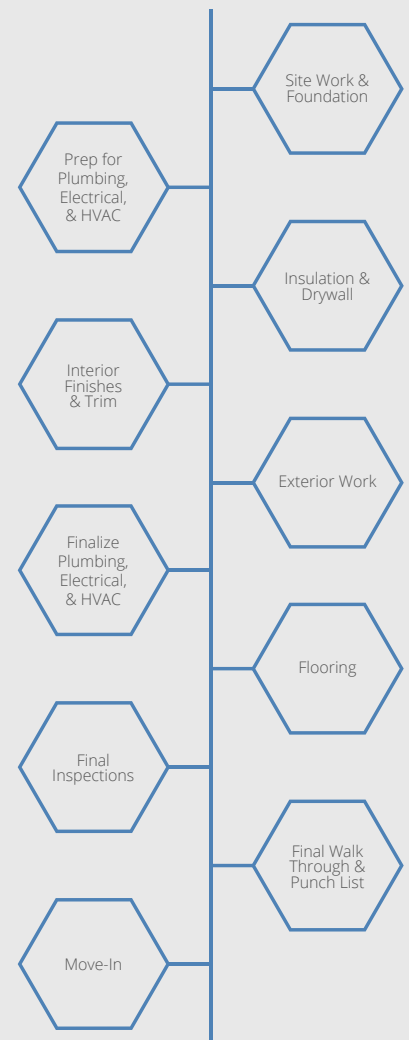 Site Work &
Foundation
Prep for
Plumbing,
Electrical,
& HVAC
Insulation &
Drywall
Interior
Finishes
& Trim
Exterior Work
Finalize
Plumbing,
Electrical,
& HVAC
Flooring
Final
Inspections
Final Walk
Through &
Punch List
Move-In